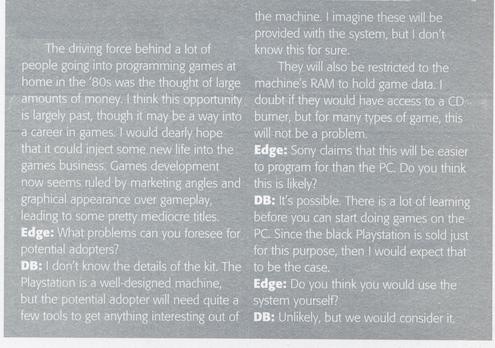 The driving force behind a lot of
people going into programming games at
home in the '80s was the thought of large
amounts of money. I think this opportunity
is largely past, though it may be a way into
a career in games. I would dearly hope
that it could inject some new life into the
games business. Games development
now seems ruled by marketing angles and
graphical appearance over gameplay,
leading to some pretty mediocre titles.
Edge: What problems can you foresee for
potential adopters?
DB: I don't know the details of the kit. The
Playstation is a well-designed machine,
but the potential adopter will need quite a
few tools to get anything interesting out of
the machine. I imagine these will be
provided with the system, but I don't
know this for sure.
They will also be restricted to the
machine's RAM to hold game data. I
doubt if they would have access to a CD
burner, but for many types of game, this
will not be a problem.
Edge: Sony claims that this will be easier
to program for than the PC. Do you think
this is likely?
DB: It's possible. There is a lot of learning
before you can start doing games on the
PC. Since the black Playstation is sold just
for this purpose, then I would expect that
to be the case.
Edge: Do you think you would use the
system yourself?
DB: Unlikely, but we would consider it.